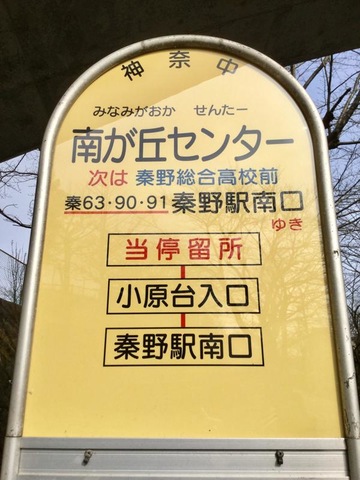 神奈中
みなみがおか せんたー
南が丘センター
次は 秦野総合高校前
秦63・90・91 秦野駅南口
ゆき
当停留所
小原台入口
秦野駅南口